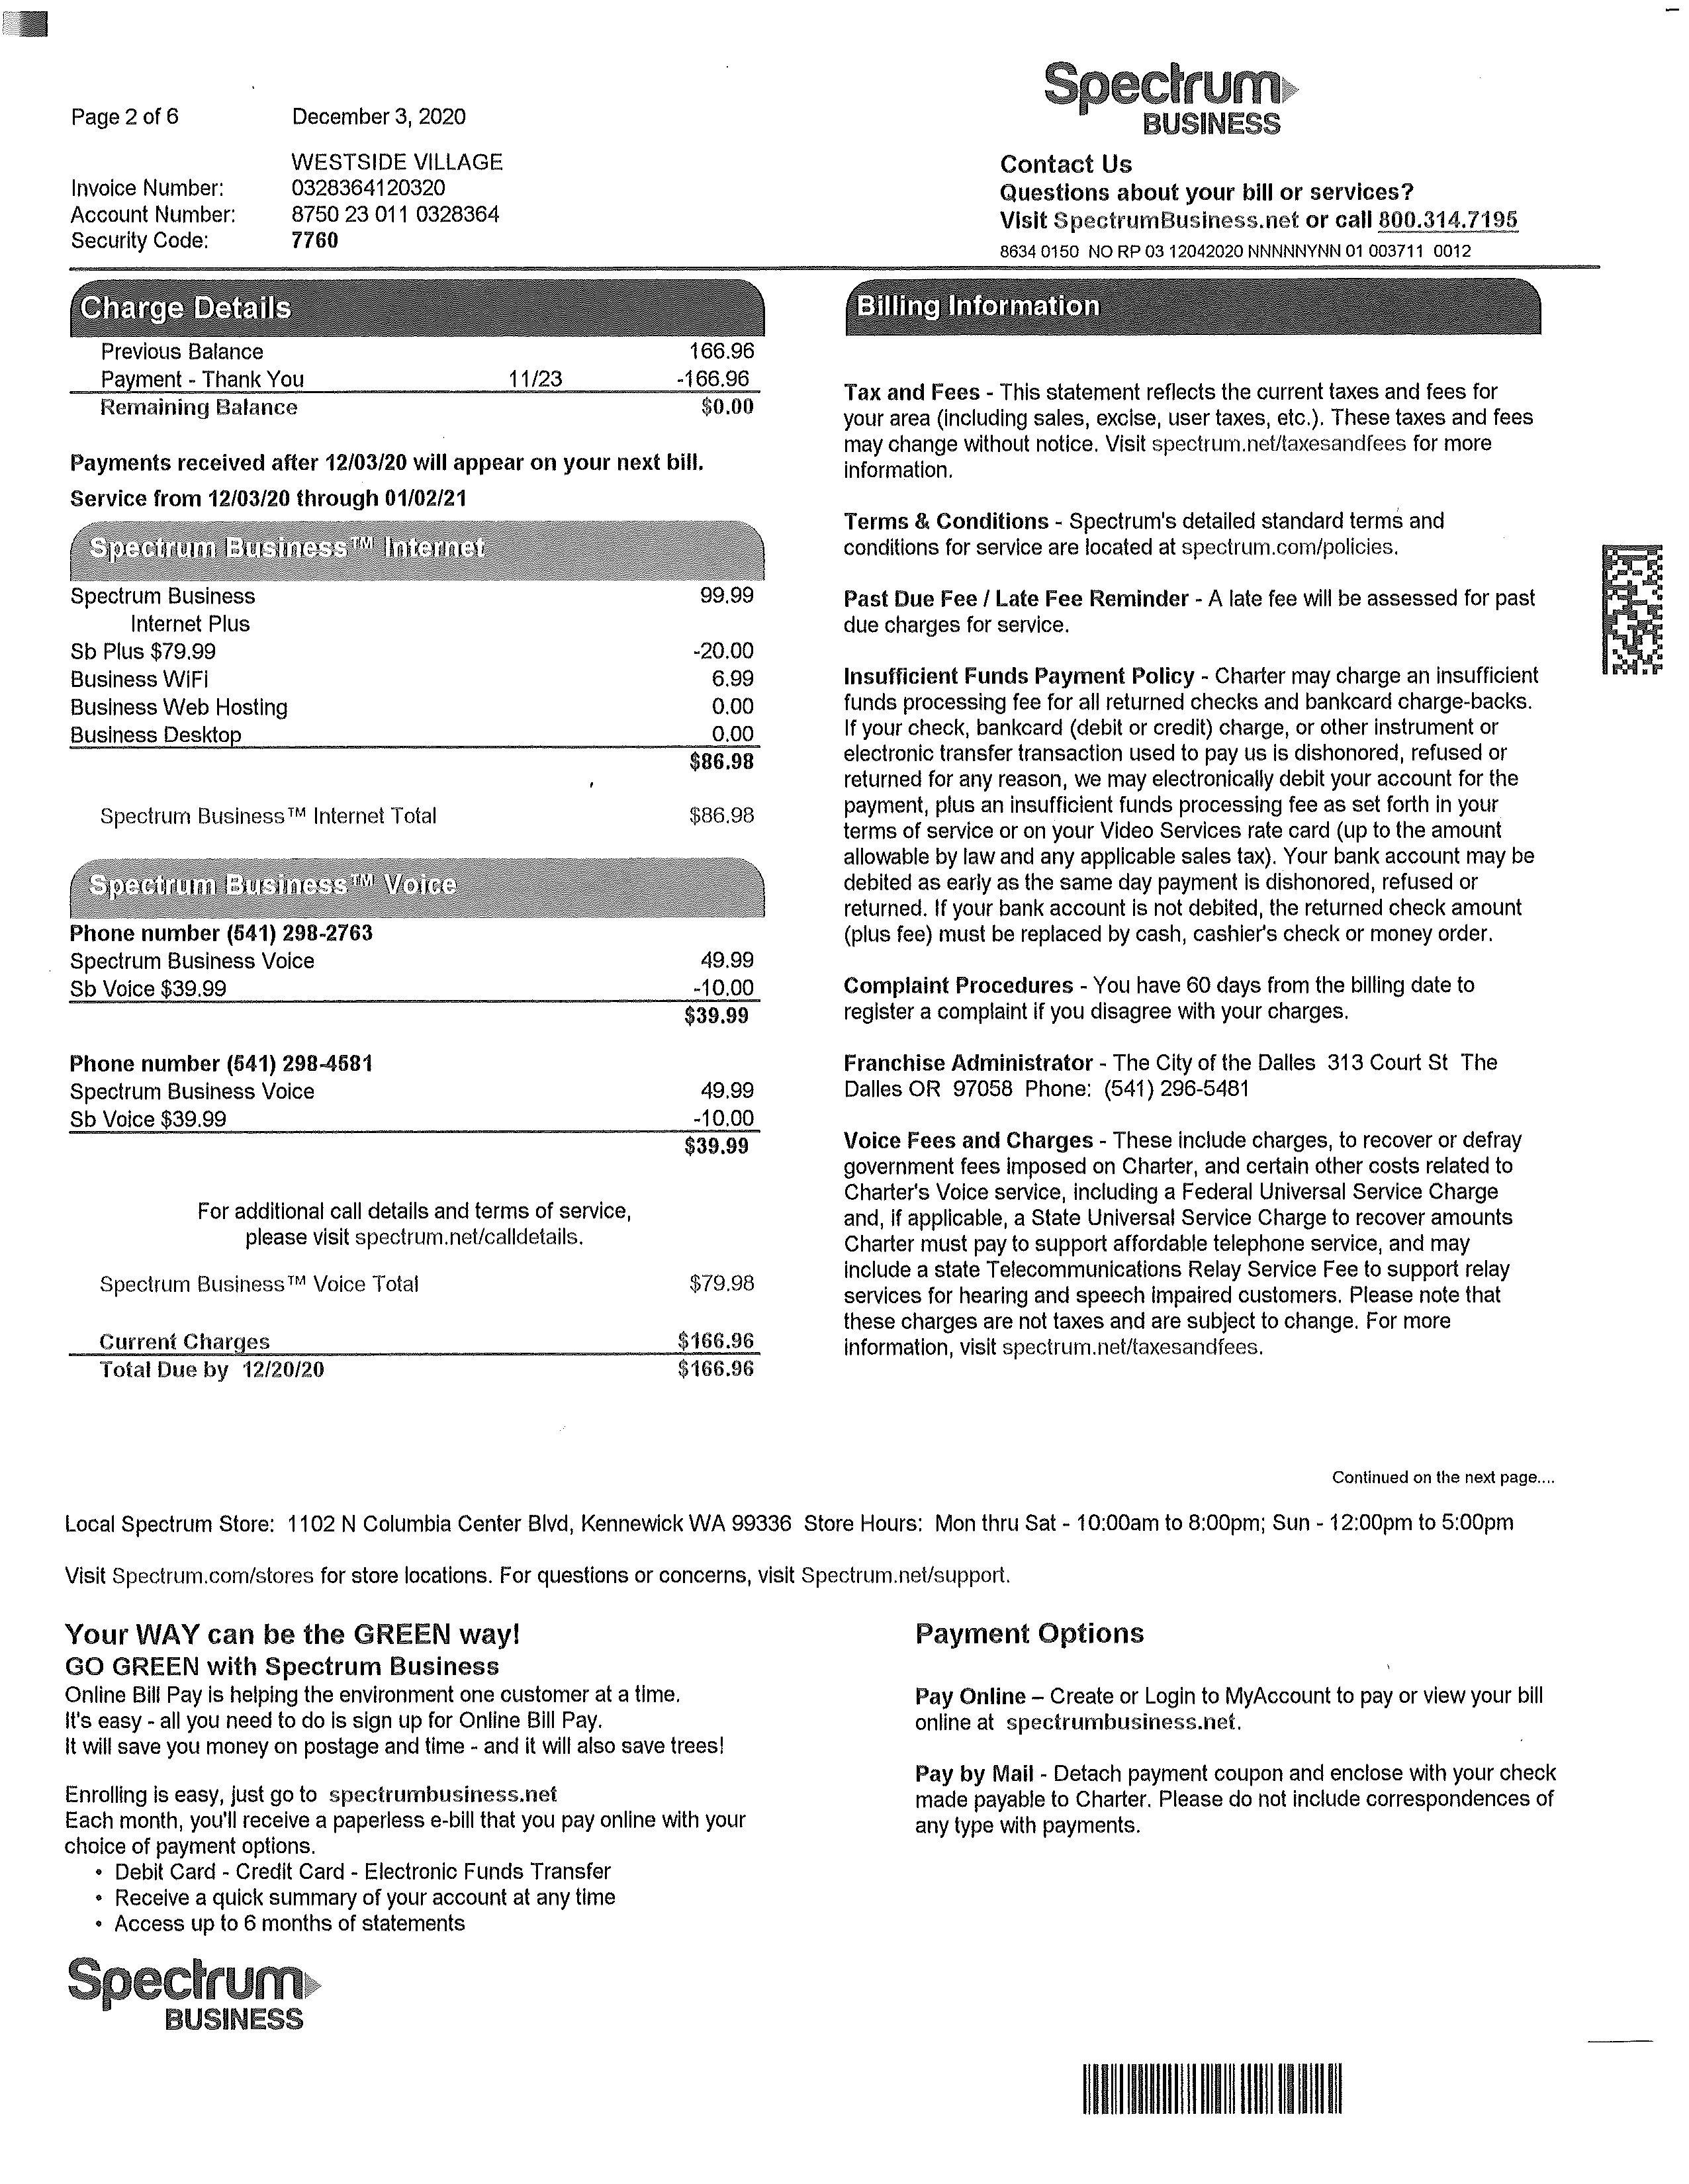 Spectrum
BUSINESS
Page 2 of 6 December 3, 2020
WESTSIDE VILLAGE
Invoice Number: 0328364120320
Account Number: 8750 23 011 0328364
Security Code: 7760
Contact Us
Questions about your bill or services?
Visit SpectrumBusiness.net or call 800.314.7195
8634 0150 NO RP 03 12042020 NNNNNYNN 01 003711 0012
Charge Details
Previous Balance 166.96
Payment - Thank You 11/23 -166.96
Remaining Balance $0.00
Payments received after 12/03/20 will appear on your next bill.
Service from 12/03/20 through 01/02/21
Spectrum Business™ Internet
Spectrum Business 99.99
Internet Plus
Sb Plus $79.99 -20.00
Business WiFi 6.99
Business Web Hosting 0.00
Business Desktop 0.00
$86.98
Spectrum Business™ Internet Total $86.98
Spectrum Business™ Voice
Phone number (541) 298-2763
Spectrum Business Voice 49.99
Sb Voice $39.99 -10.00
$39.99
Phone number (541) 298-4581
Spectrum Business Voice 49.99
Sb Voice $39.99 -10.00
$39.99
For additional call details and terms of service,
please visit spectrum.net/calldetails.
Spectrum Business™ Voice Total $79.98
Current Charges $166.96
Total Due by 12/20/20 $166.96
Billing Information
Tax and Fees - This statement reflects the current taxes and fees for
your area (including sales, excise, user taxes, etc.). These taxes and fees
may change without notice. Visit spectrum.net/taxesandfees for more
information.
Terms & Conditions - Spectrum's detailed standard terms and
conditions for service are located at spectrum.com/policies.
Past Due Fee / Late Fee Reminder - A late fee will be assessed for past
due charges for service.
Insufficient Funds Payment Policy - Charter may charge an insufficient
funds processing fee for all returned checks and bankcard charge-backs.
If your check, bankcard (debit or credit) charge, or other instrument or
electronic transfer transaction used to pay us is dishonored, refused or
returned for any reason, we may electronically debit your account for the
payment, plus an insufficient funds processing fee as set forth in your
terms of service or on your Video Services rate card (up to the amount
allowable by law and any applicable sales tax). Your bank account may be
debited as early as the same day payment is dishonored, refused or
returned. If your bank account is not debited, the returned check amount
(plus fee) must be replaced by cash, cashier's check or money order.
Complaint Procedures - You have 60 days from the billing date to
register a complaint if you disagree with your charges.
Franchise Administrator - The City of the Dalles 313 Court St The
Dalles OR 97058 Phone: (541) 296-5481
Voice Fees and Charges - These include charges, to recover or defray
government fees imposed on Charter, and certain other costs related to
Charter's Voice service, including a Federal Universal Service Charge
and, if applicable, a State Universal Service Charge to recover amounts
Charter must pay to support affordable telephone service, and may
include a state Telecommunications Relay Service Fee to support relay
services for hearing and speech impaired customers. Please note that
these charges are not taxes and are subject to change. For more
information, visit spectrum.net/taxesandfees.
Continued on the next page....
Local Spectrum Store: 1102 N Columbia Center Blvd, Kennewick WA 99336 Store Hours: Mon thru Sat - 10:00am to 8:00pm; Sun - 12:00pm to 5:00pm
Visit Spectrum.com/stores for store locations. For questions or concerns, visit Spectrum.net/support.
Your WAY can be the GREEN way!
GO GREEN with Spectrum Business
Online Bill Pay is helping the environment one customer at a time.
It's easy - all you need to do is sign up for Online Bill Pay.
It will save you money on postage and time - and it will also save trees!
Enrolling is easy, just go to spectrumbusiness.net
Each month, you'll receive a paperless e-bill that you pay online with your
choice of payment options.
• Debit Card - Credit Card - Electronic Funds Transfer
• Receive a quick summary of your account at any time
• Access up to 6 months of statements
Payment Options
Pay Online – Create or Login to MyAccount to pay or view your bill
online at spectrumbusiness.net.
Pay by Mail - Detach payment coupon and enclose with your check
made payable to Charter. Please do not include correspondences of
any type with payments.
Spectrum
BUSINESS